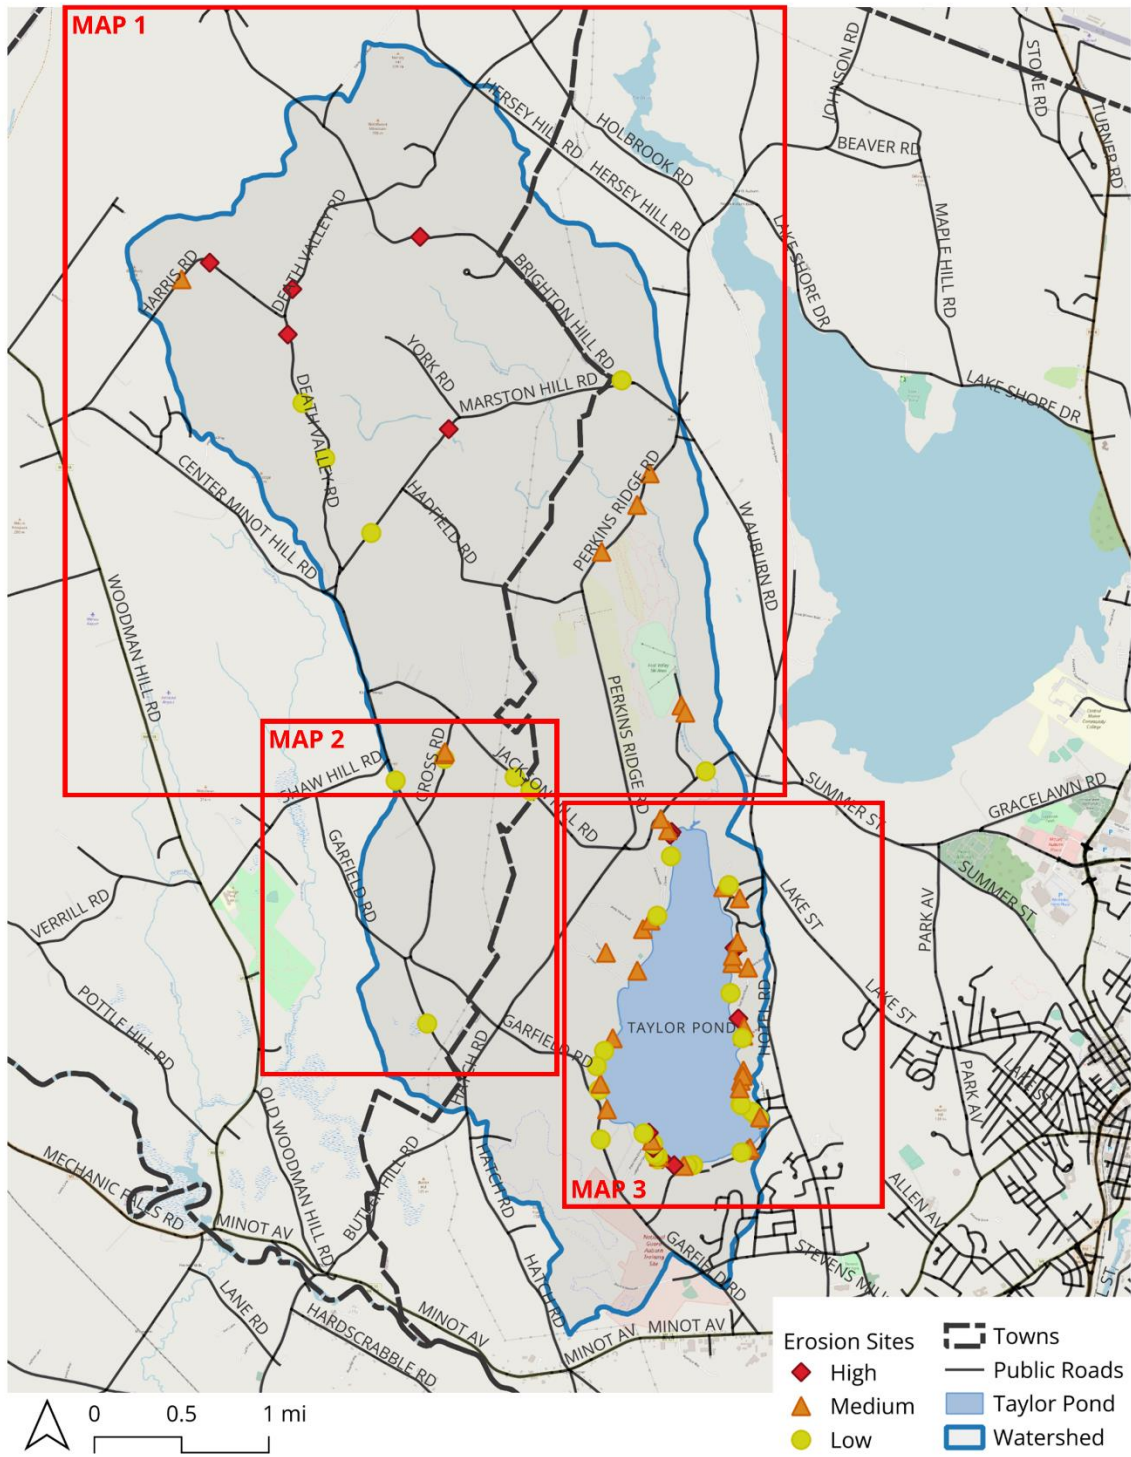 MAP 1
HERSEY HILL RD
HOLBROOK RD
HERSEY HILL RD
JOHNSON RD
STONE RD
TURNER RD
BEAVER RD
MAPLE HILL RD
LAKE SHORE DR
LAKE SHORE DR
HARRIS RD
DEATH VALLEY RD
BRIGHTON HILL RD
YORK RD
MARSTON HILL RD
DEATH VALLEY RD
CENTER MINOT HILL RD
HADFIELD RD
PERKINS RIDGE RD
W AUBURN RD
WOODMAN HILL RD
PERKINS RIDGE RD
MAP 2
SHAW HILL RD
CROSS RD
JACKSON HILL RD
SUMMER ST
GRACELAWN RD
SUMMER ST
GARFIELD RD
VERRILL RD
LAKE ST
PARK AV
POTTLE HILL RD
GARFIELD RD
TAYLOR POND
HOTEL RD
LAKE ST
HATCH RD
PARK AV
LAKE ST
OLD WOODMAN HILL RD
MECHANIC FALLS RD
BUTLER HILL RD
HATCH RD
MAP 3
ALLEN AV
MINOT AV
GARFIELD RD
HATCH RD
LANE RD
HARDSCRABBLE RD
MINOT AV
MINOT AV
MINOT AV
Erosion Sites
High
Medium
Low
Towns
Public Roads
Taylor Pond
Watershed
0 0.5 1 mi